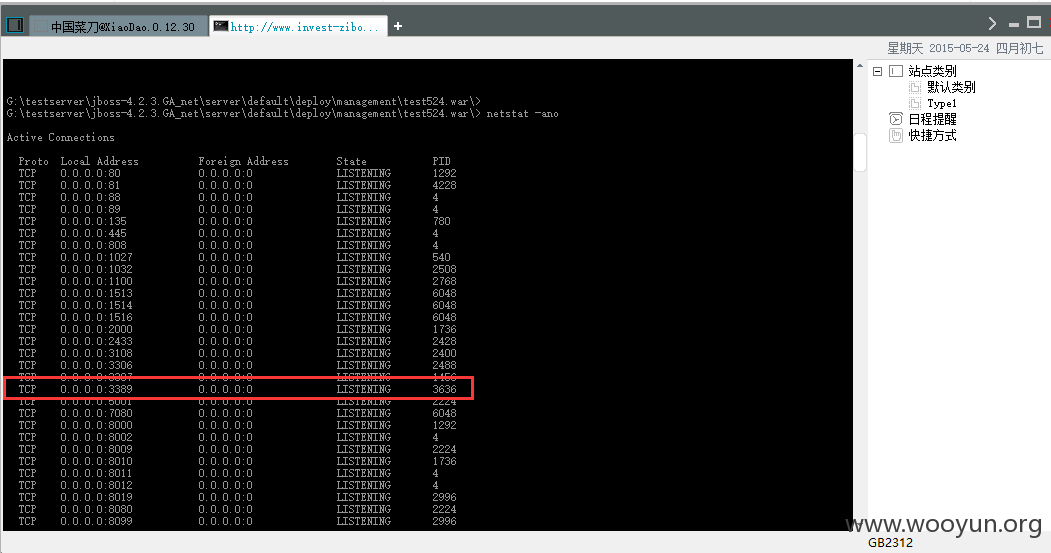 中国菜刀@XiaoDao.0.12.30
http://www.invest-zibo...
+
星期天 2015-05-24 四月初七
G:\testserver\jboss-4.2.3.GA_net\server\default\deploy\management\test524.war\>
G:\testserver\jboss-4.2.3.GA_net\server\default\deploy\management\test524.war\> netstat -ano
Active Connections
Proto Local Address Foreign Address State PID
TCP 0.0.0.0:80 0.0.0.0:0 LISTENING 1292
TCP 0.0.0.0:81 0.0.0.0:0 LISTENING 4228
TCP 0.0.0.0:88 0.0.0.0:0 LISTENING 4
TCP 0.0.0.0:89 0.0.0.0:0 LISTENING 4
TCP 0.0.0.0:135 0.0.0.0:0 LISTENING 780
TCP 0.0.0.0:445 0.0.0.0:0 LISTENING 4
TCP 0.0.0.0:808 0.0.0.0:0 LISTENING 4
TCP 0.0.0.0:1027 0.0.0.0:0 LISTENING 540
TCP 0.0.0.0:1032 0.0.0.0:0 LISTENING 2508
TCP 0.0.0.0:1100 0.0.0.0:0 LISTENING 2768
TCP 0.0.0.0:1513 0.0.0.0:0 LISTENING 6048
TCP 0.0.0.0:1514 0.0.0.0:0 LISTENING 6048
TCP 0.0.0.0:1516 0.0.0.0:0 LISTENING 6048
TCP 0.0.0.0:2000 0.0.0.0:0 LISTENING 1736
TCP 0.0.0.0:2433 0.0.0.0:0 LISTENING 2428
TCP 0.0.0.0:3108 0.0.0.0:0 LISTENING 2400
TCP 0.0.0.0:3306 0.0.0.0:0 LISTENING 2488
TCP 0.0.0.0:0 LISTENING
TCP 0.0.0.0:3389 0.0.0.0:0 LISTENING 3636
TCP 0.0.0.0:5001 0.0.0.0:0 LISTENING 2224
TCP 0.0.0.0:7080 0.0.0.0:0 LISTENING 6048
TCP 0.0.0.0:8000 0.0.0.0:0 LISTENING 1292
TCP 0.0.0.0:8002 0.0.0.0:0 LISTENING 4
TCP 0.0.0.0:8009 0.0.0.0:0 LISTENING 2224
TCP 0.0.0.0:8010 0.0.0.0:0 LISTENING 1736
TCP 0.0.0.0:8011 0.0.0.0:0 LISTENING 4
TCP 0.0.0.0:8012 0.0.0.0:0 LISTENING 4
TCP 0.0.0.0:8019 0.0.0.0:0 LISTENING 2996
TCP 0.0.0.0:8080 0.0.0.0:0 LISTENING 2224
TCP 0.0.0.0:8099 0.0.0.0:0 LISTENING 2996
站点类别
默认类别
Type1
日程提醒
快捷方式
www.wooyun.org
GB2312